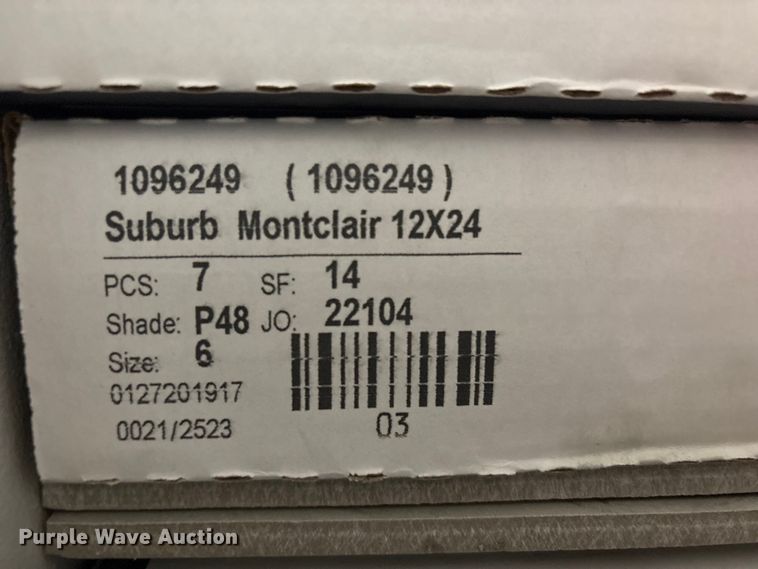 1096249 ( 1096249 )
Suburb Montclair 12X24
PCS: 7 SF: 14
Shade: P48 JO: 22104
Size: 6
0127201917
0021/2523
03
Purple Wave Auction